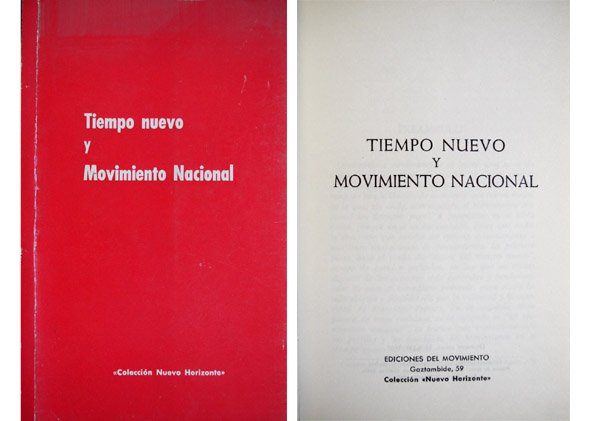 Tiempo nuevo
y
Movimiento Nacional
«Colección Nuevo Horizonte»
TIEMPO NUEVO
Y
MOVIMIENTO NACIONAL
EDICIONES DEL MOVIMIENTO
Gaztambide, 59
Colección «Nuevo Horizonte»